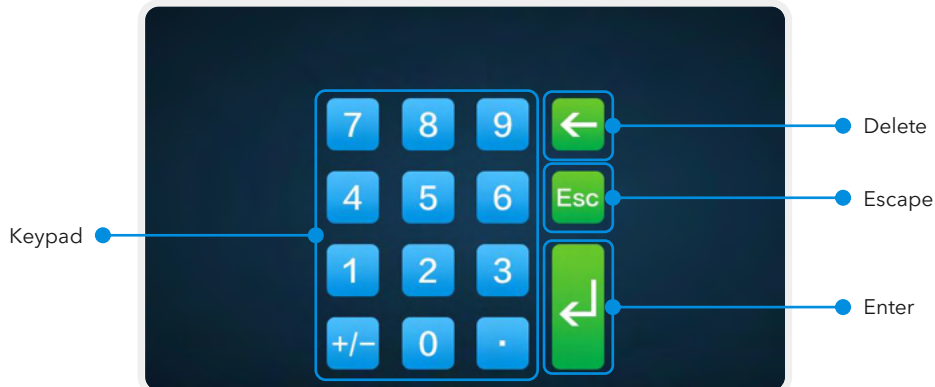 7 8 9
Delete
4 5 6 Esc
Escape
Keypad
1 2 3
Enter
+/− 0 .